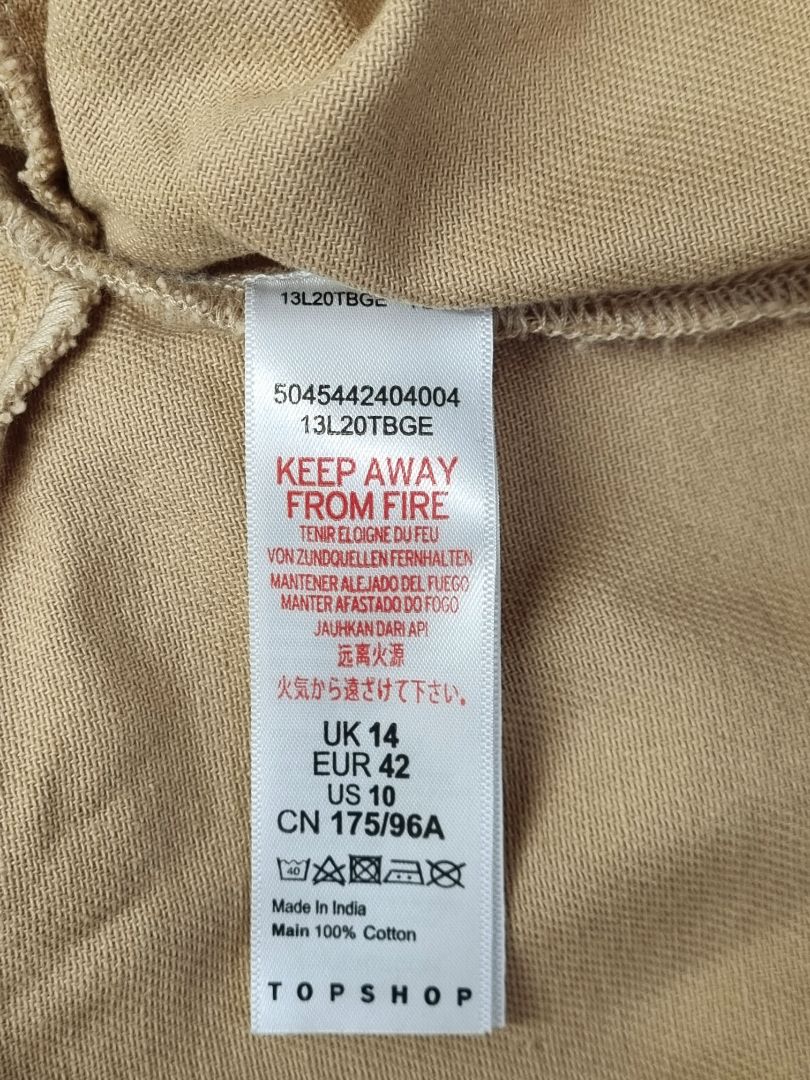 13L20TBGE
5045442404004
13L20TBGE
KEEP AWAY
FROM FIRE
TENIR ELOIGNE DU FEU
VON ZUNDQUELLEN FERNHALTEN
MANTENER ALEJADO DEL FUEGO
MANTER AFASTADO DO FOGO
JAUHKAN DARI API
远离火源
火気から遠ざけて下さい。
UK 14
EUR 42
US 10
CN 175/96A
40
Made In India
Main 100% Cotton
TOPSHOP